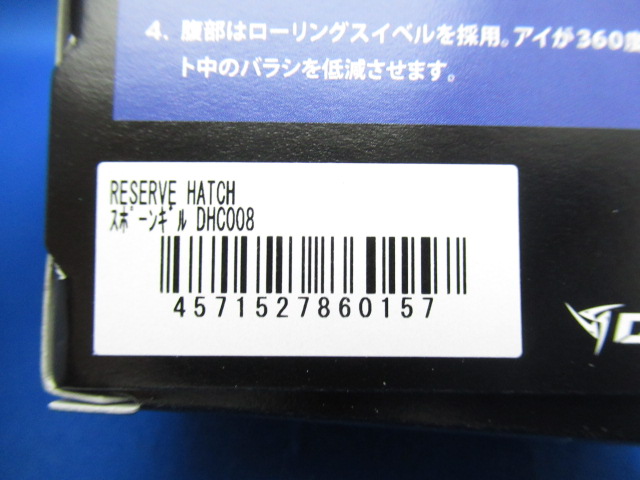 4、腹部はローリングスイベルを採用。アイが360度
ト中のバラシを低減させます。
RESERVE HATCH
ｽﾎﾟｰﾝｷﾞﾙ DHC008
4571527860157